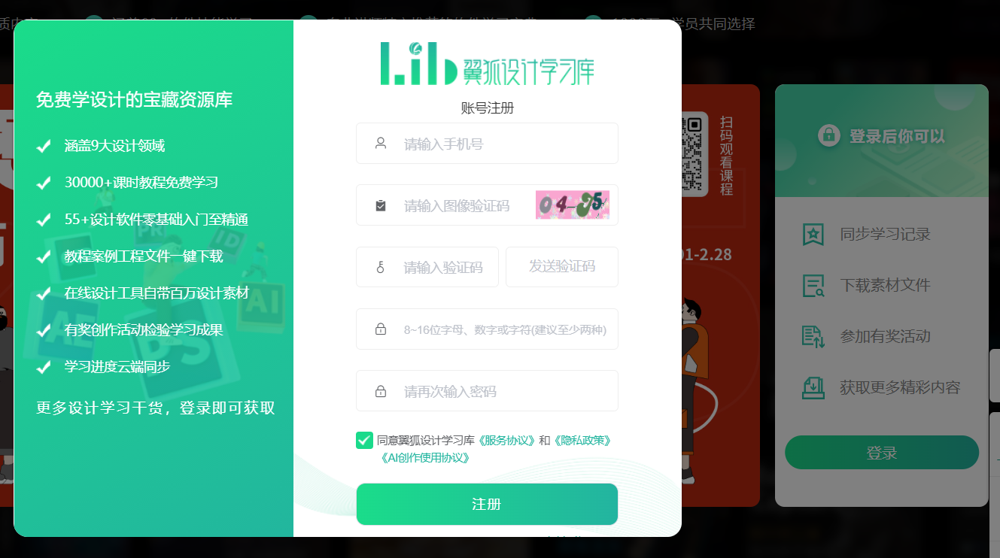 学员共同选择
免费学设计的宝藏资源库
涵盖9大设计领域
30000+课时教程免费学习
55+设计软件零基础入门至精通
教程案例工程文件一键下载
在线设计工具自带百万设计素材
有奖创作活动检验学习成果
学习进度云端同步
更多设计学习干货，登录即可获取
PR
ID
AE
AI
PS
Lib 翼狐设计学习库
账号注册
请输入手机号
请输入图像验证码
请输入验证码
发送验证码
8~16位字母、数字或字符(建议至少两种)
请再次输入密码
同意翼狐设计学习库《服务协议》和《隐私政策》
《AI创作使用协议》
注册
扫码观看课程
01-2.28
登录后你可以
同步学习记录
下载素材文件
参加有奖活动
获取更多精彩内容
登录